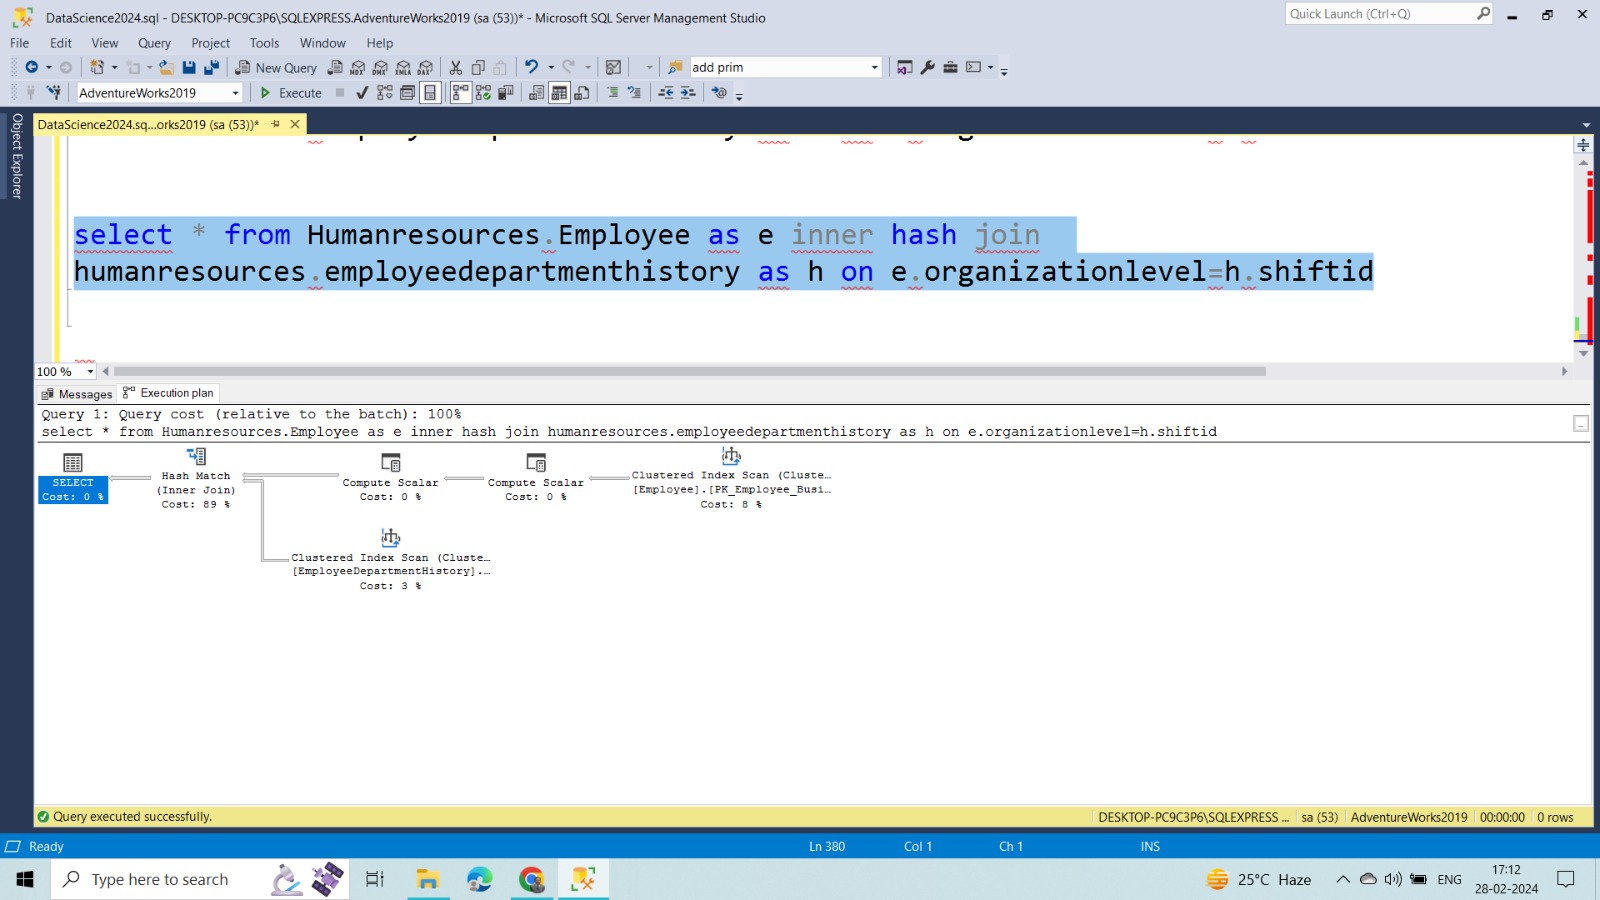 DataScience2024.sql - DESKTOP-PC9C3P6\SQLEXPRESS.AdventureWorks2019 (sa (53))* - Microsoft SQL Server Management Studio
Quick Launch (Ctrl+Q)
File Edit View Query Project Tools Window Help
New Query MDX DMX XMLA DAX add prim
AdventureWorks2019 Execute
Object Explorer
DataScience2024.sq...orks2019 (sa (53))*
select * from Humanresources.Employee as e inner hash join
humanresources.employeedepartmenthistory as h on e.organizationlevel=h.shiftid
100 %
Messages Execution plan
Query 1: Query cost (relative to the batch): 100%
select * from Humanresources.Employee as e inner hash join humanresources.employeedepartmenthistory as h on e.organizationlevel=h.shiftid
SELECT
Cost: 0 %
Hash Match
(Inner Join)
Cost: 89 %
Compute Scalar
Cost: 0 %
Compute Scalar
Cost: 0 %
Clustered Index Scan (Cluste…
[Employee].[PK_Employee_Busi…
Cost: 8 %
Clustered Index Scan (Cluste…
[EmployeeDepartmentHistory].…
Cost: 3 %
Query executed successfully.
DESKTOP-PC9C3P6\SQLEXPRESS ... sa (53) AdventureWorks2019 00:00:00 0 rows
Ready Ln 380 Col 1 Ch 1 INS
Type here to search
25°C Haze
ENG
17:12
28-02-2024